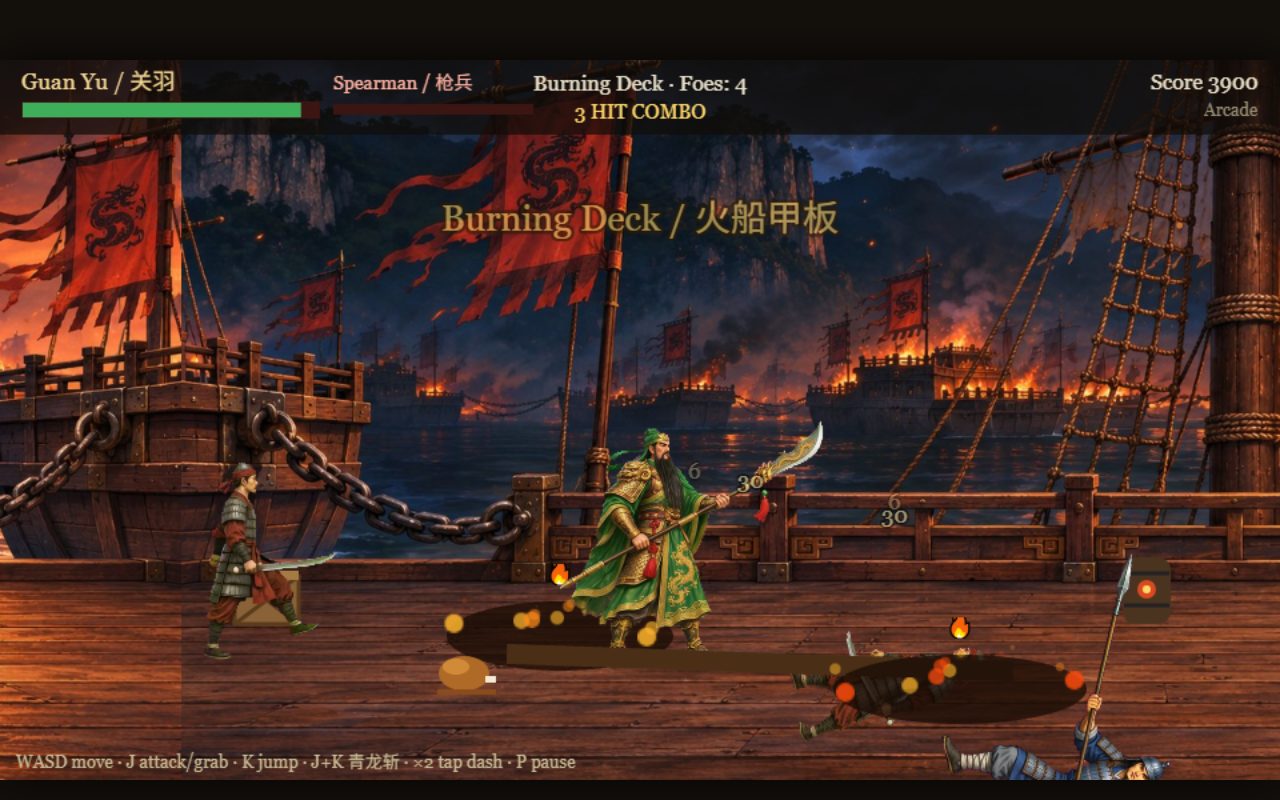 Guan Yu / 关羽
Spearman / 枪兵
Burning Deck · Foes: 4
Score 3900
3 HIT COMBO
Arcade
Burning Deck / 火船甲板
6
30
6
30
WASD move · J attack/grab · K jump · J+K 青龙斩 · ×2 tap dash · P pause